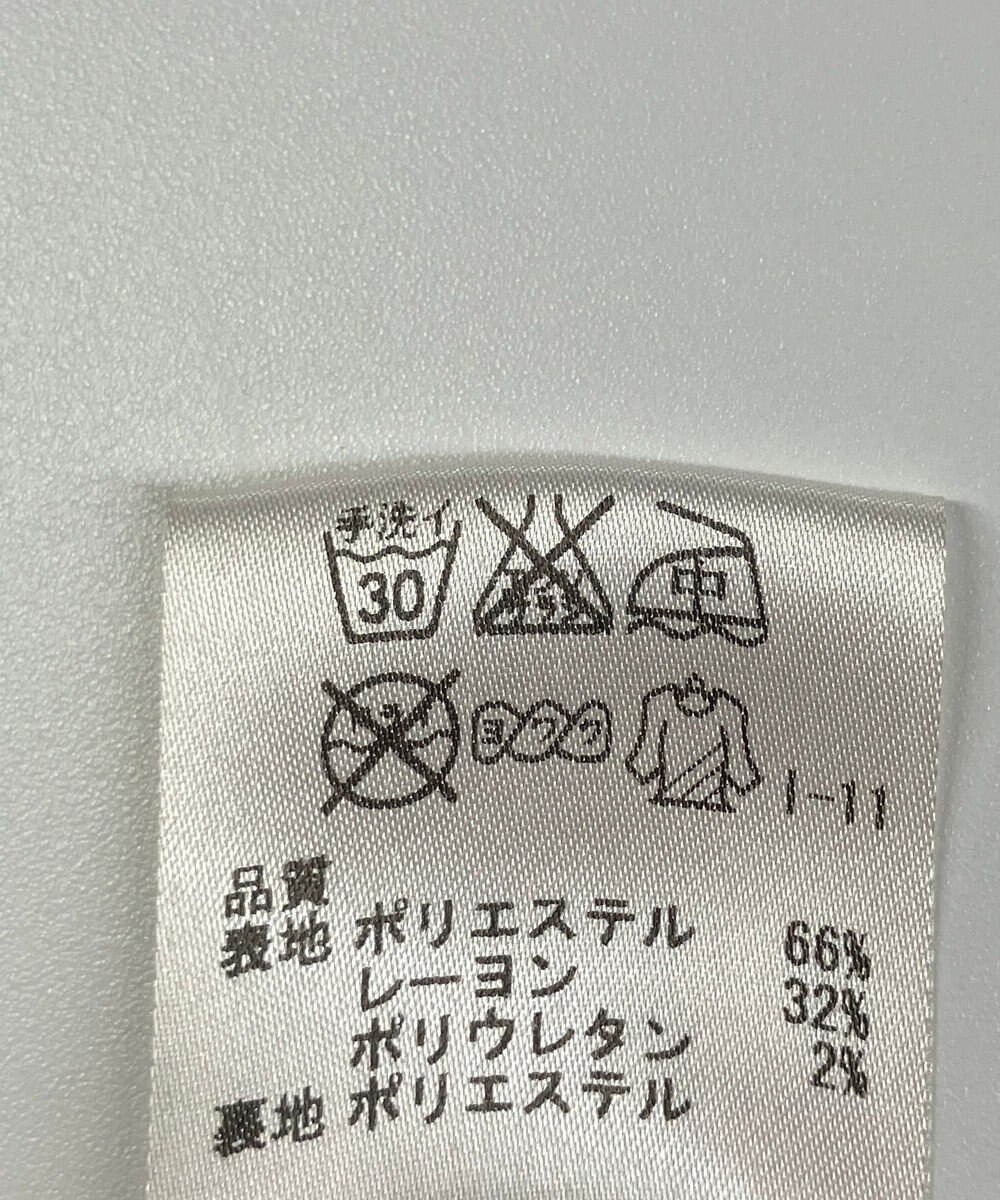 手洗イ
30
中
ヨワク
1-11
品質
表地 ポリエステル 66%
レーヨン 32%
ポリウレタン 2%
裏地 ポリエステル